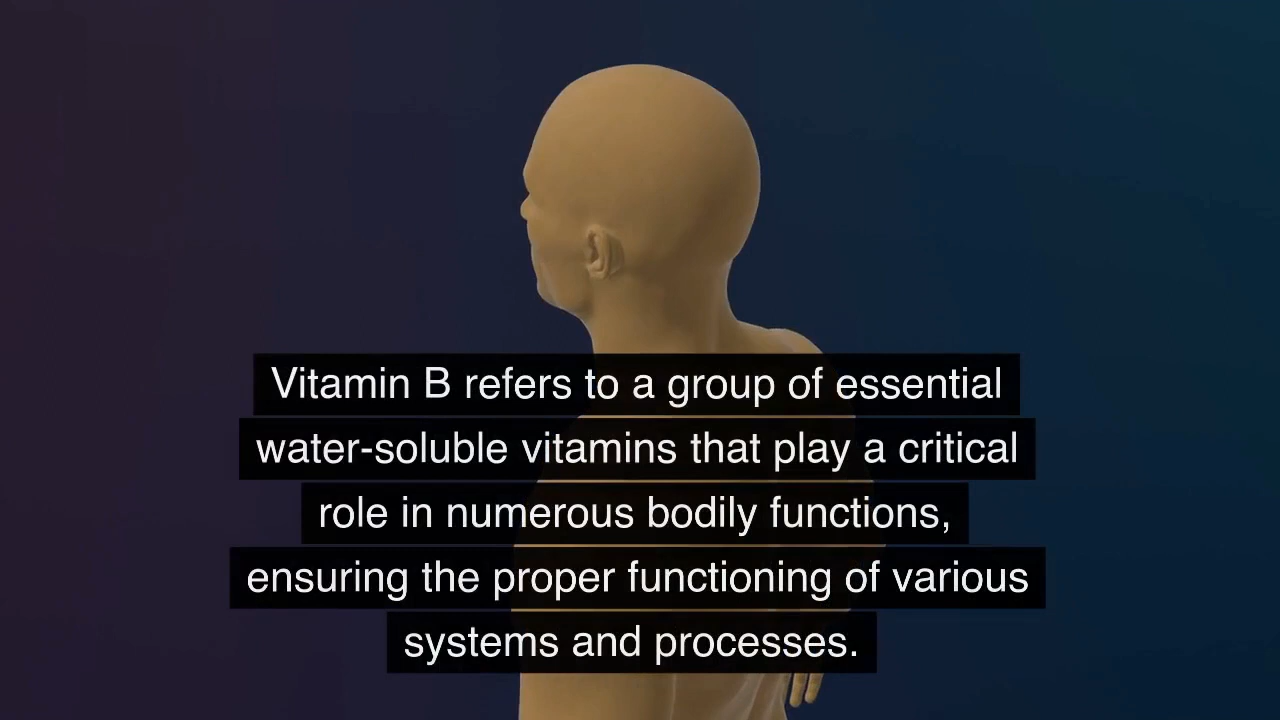 Vitamin B refers to a group of essential
water-soluble vitamins that play a critical
role in numerous bodily functions,
ensuring the proper functioning of various
systems and processes.